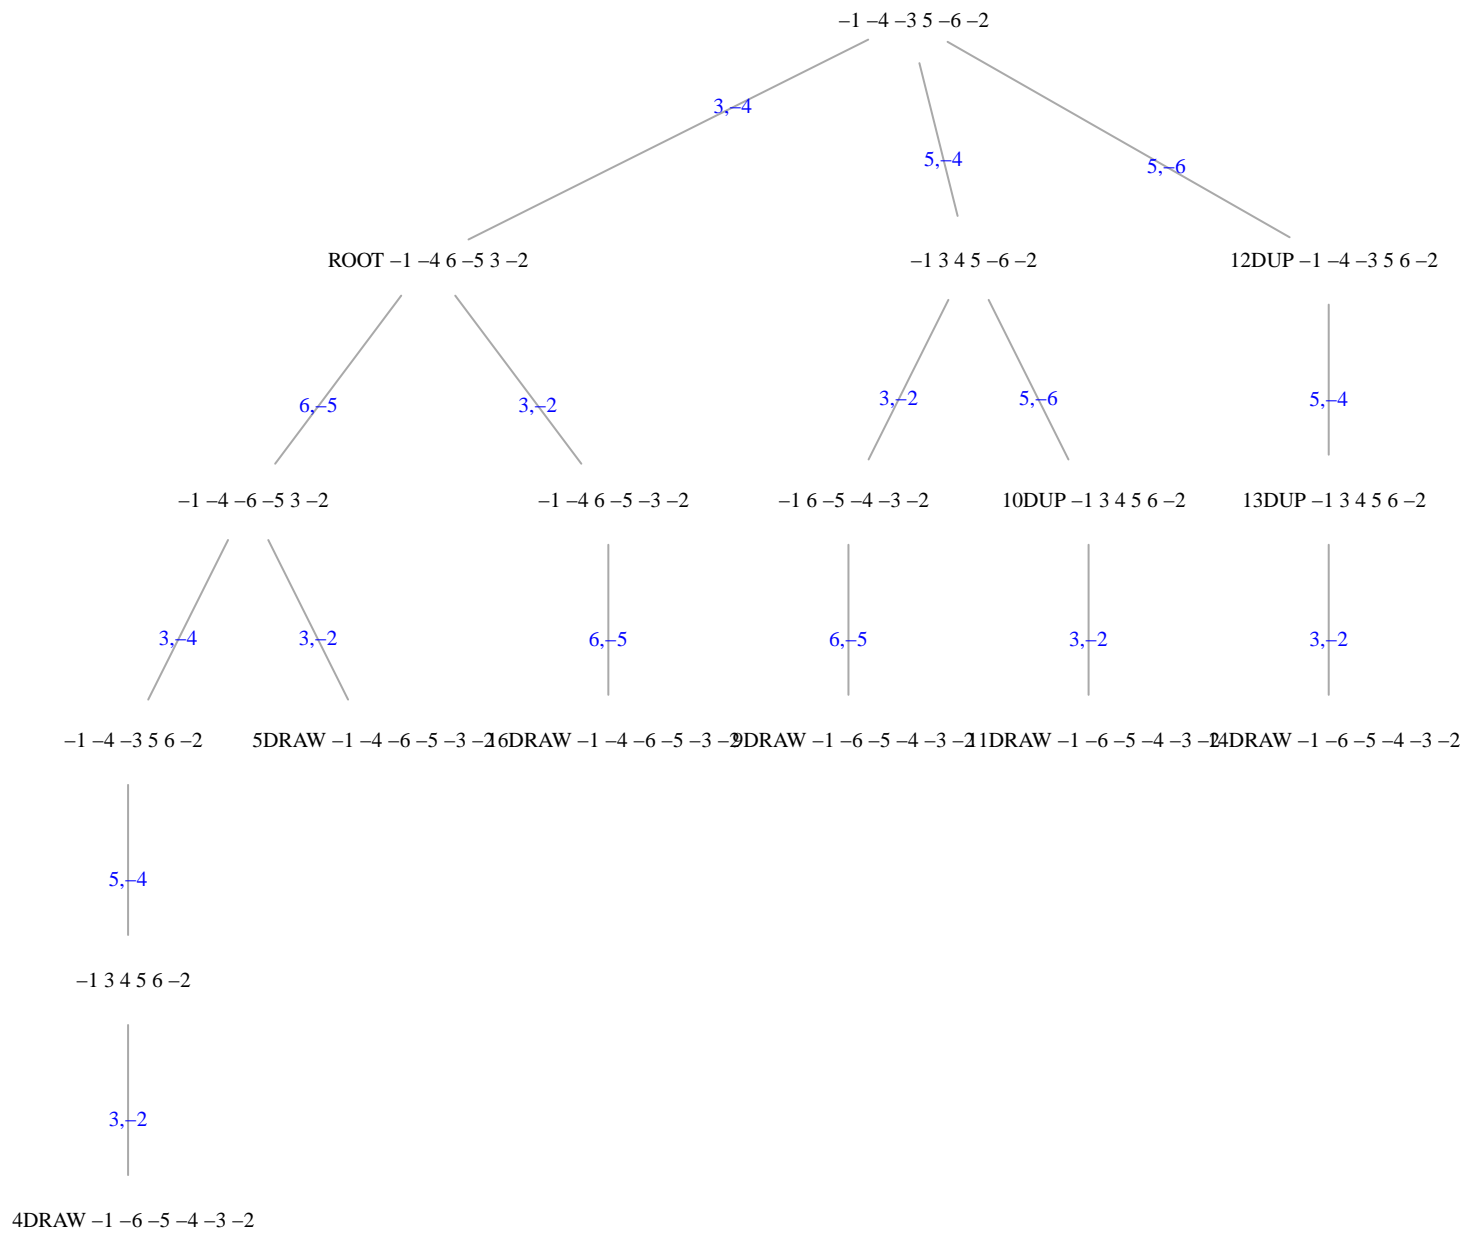 –1 –4 –3 5 –6 –2
3,–4
5,–4
5,–6
ROOT –1 –4 6 –5 3 –2
–1 3 4 5 –6 –2
12DUP –1 –4 –3 5 6 –2
6,–5
3,–2
3,–2
5,–6
5,–4
–1 –4 –6 –5 3 –2
–1 –4 6 –5 –3 –2
–1 6 –5 –4 –3 –2
10DUP –1 3 4 5 6 –2
13DUP –1 3 4 5 6 –2
3,–4
3,–2
6,–5
6,–5
3,–2
3,–2
–1 –4 –3 5 6 –2
5DRAW –1 –4 –6 –5 –3 –2
16DRAW –1 –4 –6 –5 –3 –2
9DRAW –1 –6 –5 –4 –3 –2
11DRAW –1 –6 –5 –4 –3 –2
14DRAW –1 –6 –5 –4 –3 –2
5,–4
–1 3 4 5 6 –2
3,–2
4DRAW –1 –6 –5 –4 –3 –2